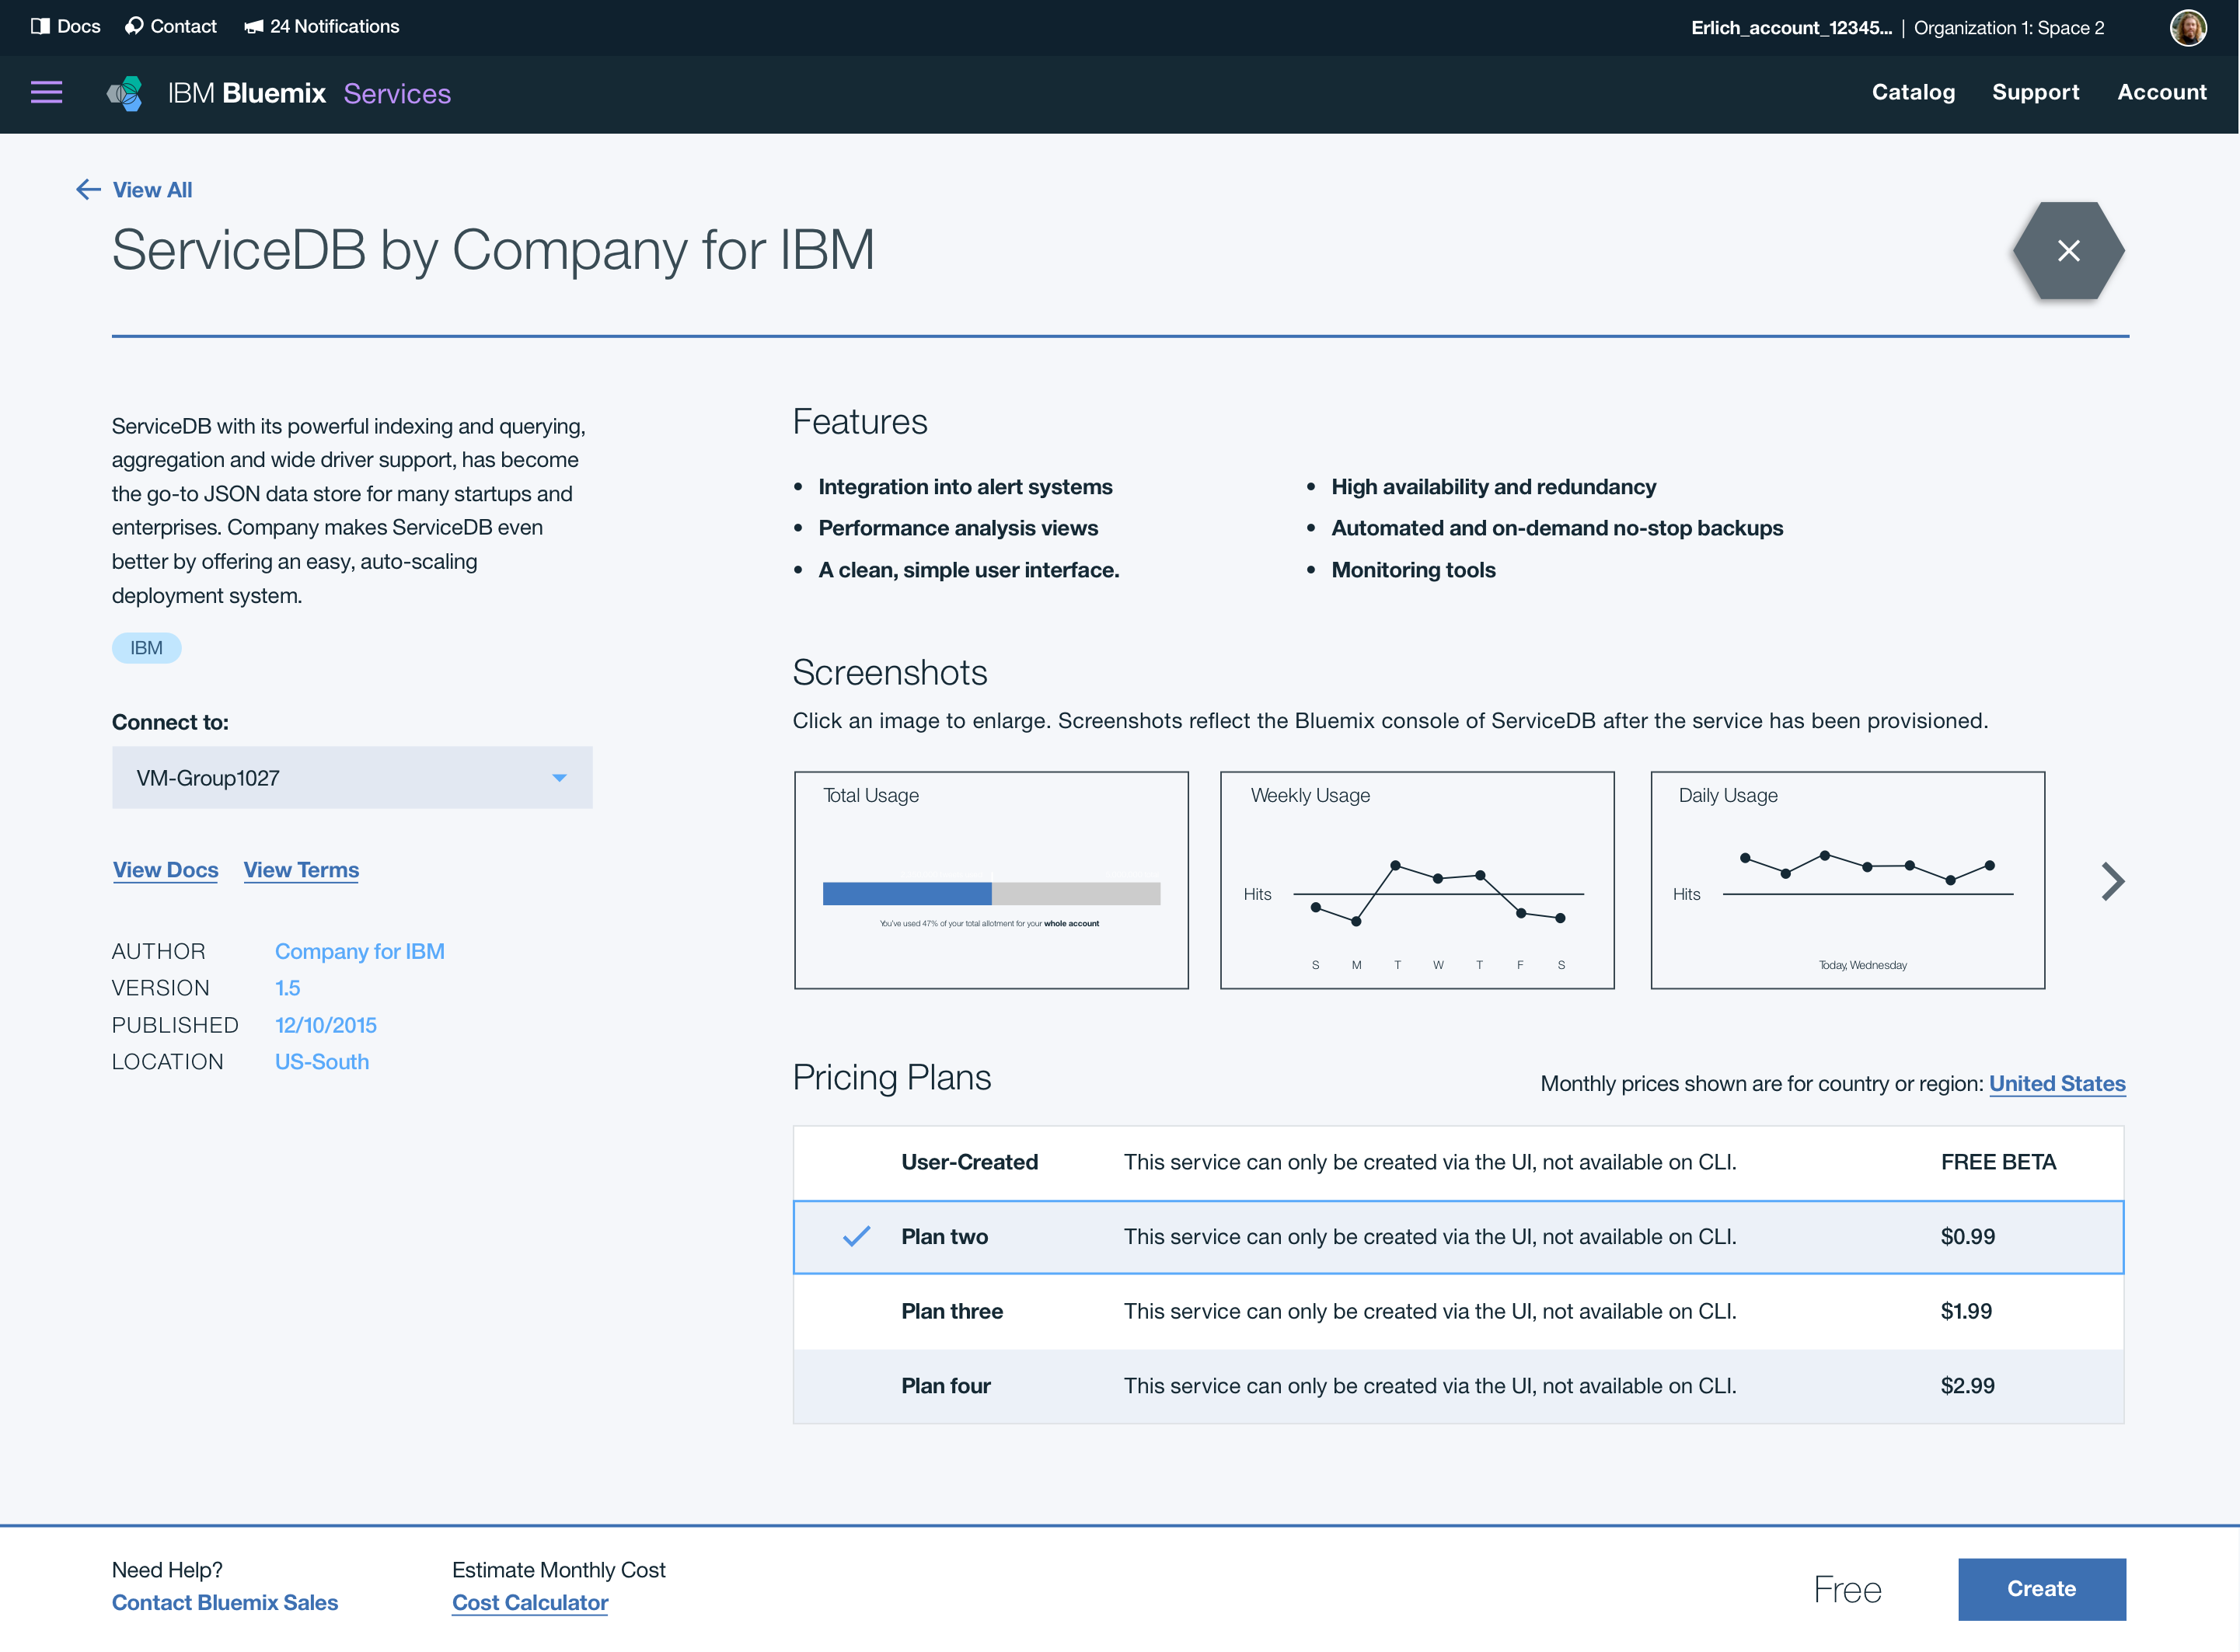 Docs Contact 24 Notifications Erlich_account_12345... | Organization 1: Space 2
IBM Bluemix Services Catalog Support Account
View All
ServiceDB by Company for IBM
ServiceDB with its powerful indexing and querying,
aggregation and wide driver support, has become
the go-to JSON data store for many startups and
enterprises. Company makes ServiceDB even
better by offering an easy, auto-scaling
deployment system.
IBM
Connect to:
VM-Group1027
View Docs View Terms
AUTHOR Company for IBM
VERSION 1.5
PUBLISHED 12/10/2015
LOCATION US-South
Features
• Integration into alert systems
• Performance analysis views
• A clean, simple user interface.
• High availability and redundancy
• Automated and on-demand no-stop backups
• Monitoring tools
Screenshots
Click an image to enlarge. Screenshots reflect the Bluemix console of ServiceDB after the service has been provisioned.
Total Usage
You've used 47% of your total allotment for your whole account
Weekly Usage
Hits
S M T W T F S
Daily Usage
Hits
Today, Wednesday
Pricing Plans
Monthly prices shown are for country or region: United States
User-Created This service can only be created via the UI, not available on CLI. FREE BETA
Plan two This service can only be created via the UI, not available on CLI. $0.99
Plan three This service can only be created via the UI, not available on CLI. $1.99
Plan four This service can only be created via the UI, not available on CLI. $2.99
Need Help?
Contact Bluemix Sales
Estimate Monthly Cost
Cost Calculator
Free
Create